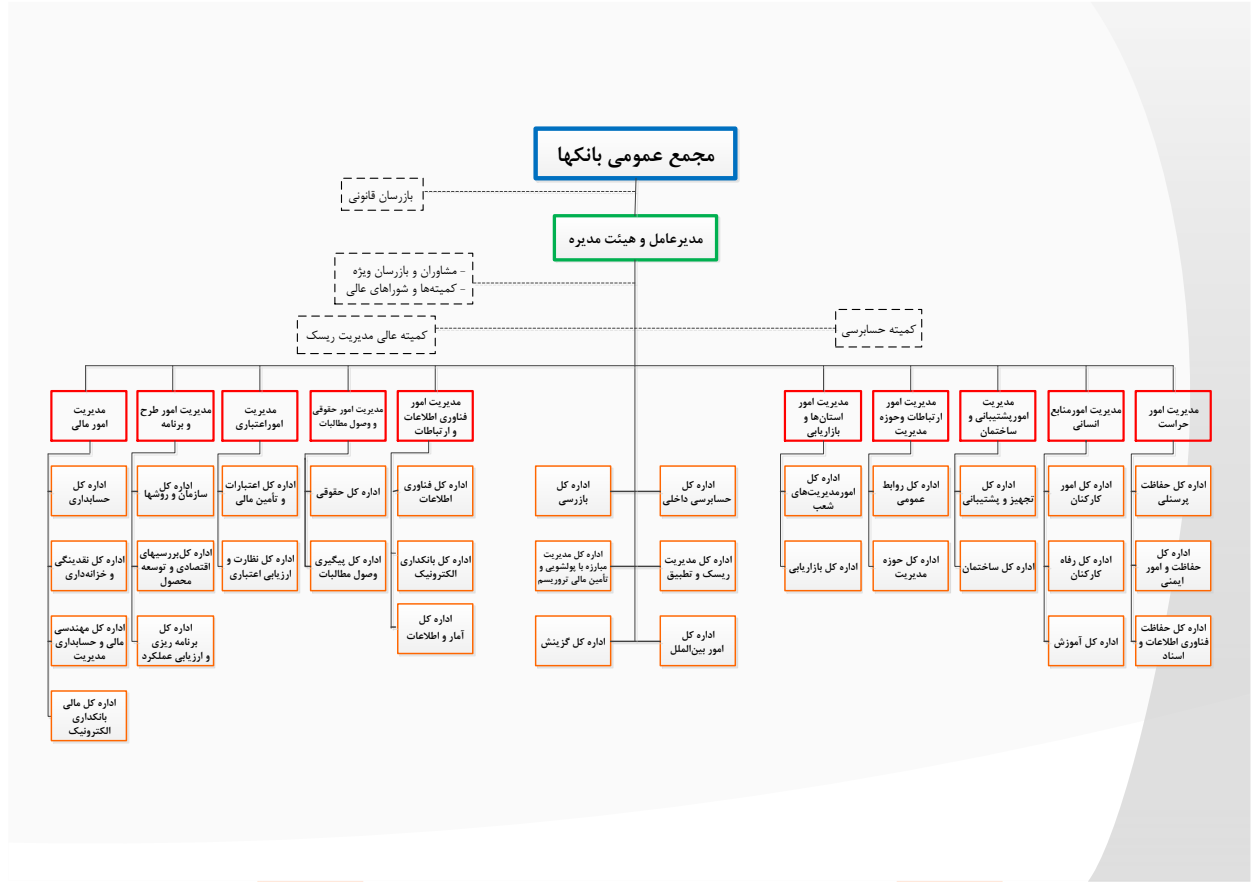 مجمع عمومی بانکها
بازرسان قانونی
مدیرعامل و هیئت مدیره
- مشاوران و بازرسان ویژه
- کمیته‌ها و شوراهای عالی
کمیته حسابرسی
کمیته عالی مدیریت ریسک
مدیریت امور
حراست
مدیریت امورمنابع
انسانی
مدیریت
امورپشتیبانی و
ساختمان
مدیریت امور
ارتباطات وحوزه
مدیریت
مدیریت امور
استان‌ها و
بازاریابی
مدیریت امور
فناوری اطلاعات
و ارتباطات
مدیریت امور حقوقی
و وصول مطالبات
مدیریت
اموراعتباری
مدیریت امور طرح
و برنامه
مدیریت
امور مالی
اداره کل حفاظت
پرسنلی
اداره کل امور
کارکنان
اداره کل
تجهیز و پشتیبانی
اداره کل روابط
عمومی
اداره کل
امورمدیریت‌های
شعب
اداره کل
حسابرسی داخلی
اداره کل
بازرسی
اداره کل فناوری
اطلاعات
اداره کل حقوقی
اداره کل اعتبارات
و تأمین مالی
اداره کل
سازمان و روشها
اداره کل
حسابداری
اداره کل
حفاظت و امور
ایمنی
اداره کل رفاه
کارکنان
اداره کل ساختمان
اداره کل حوزه
مدیریت
اداره کل بازاریابی
اداره کل مدیریت
ریسک و تطبیق
اداره کل مدیریت
مبارزه با پولشویی و
تأمین مالی تروریسم
اداره کل بانکداری
الکترونیک
اداره کل پیگیری
وصول مطالبات
اداره کل نظارت و
ارزیابی اعتباری
اداره کل‌بررسیهای
اقتصادی و توسعه
محصول
اداره کل نقدینگی
و خزانه‌داری
اداره کل حفاظت
فناوری اطلاعات و
اسناد
اداره کل آموزش
اداره کل
امور بین‌الملل
اداره کل گزینش
اداره کل
آمار و اطلاعات
اداره کل
برنامه ریزی
و ارزیابی عملکرد
اداره کل مهندسی
مالی و حسابداری
مدیریت
اداره کل مالی
بانکداری
الکترونیک